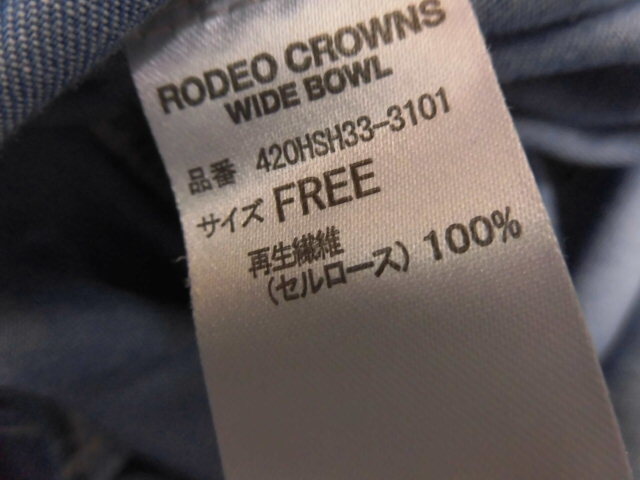 RODEO CROWNS
WIDE BOWL
品番 420HSH33-3101
サイズ FREE
再生繊維
(セルロース) 100%